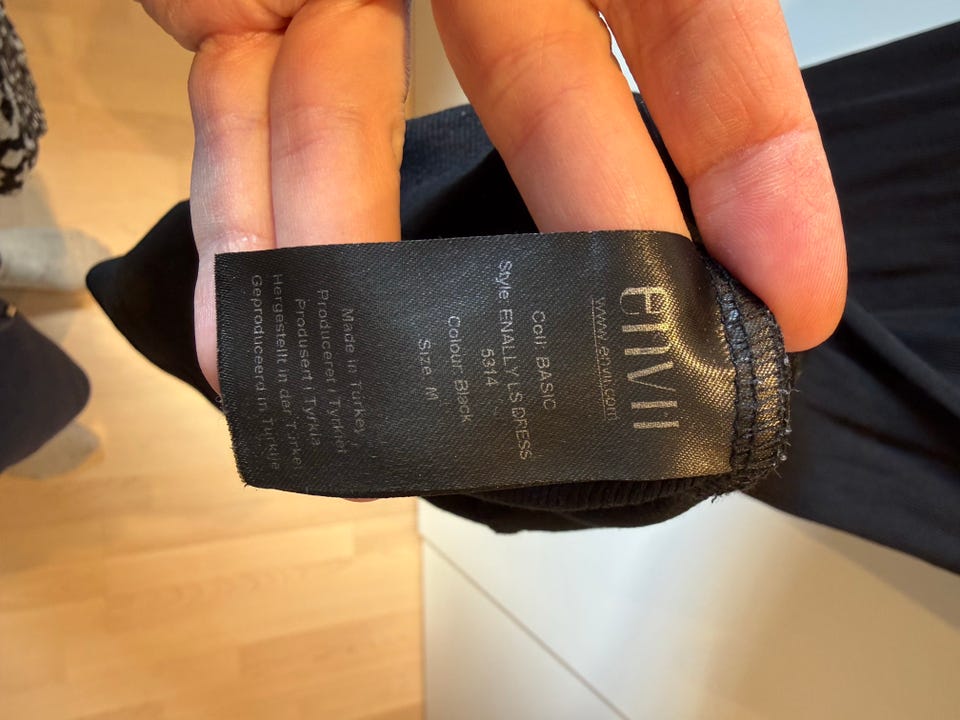 envii
www.envii.com
Coll. BASIC
Style ENALLY LS DRESS
5314
Colour Black
Size M
Made in Turkey
Produceret i Tyrkiet
Produsert i Tyrkia
Hergestellt in der Türkei
Geproduceerd in Turkije